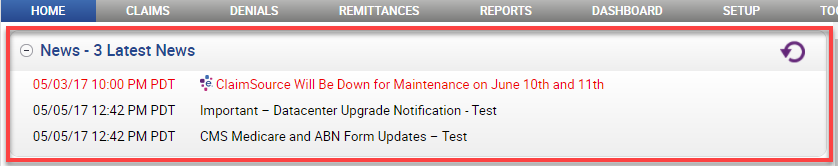 HOME CLAIMS DENIALS REMITTANCES REPORTS DASHBOARD SETUP
News - 3 Latest News
05/03/17 10:00 PM PDT e ClaimSource Will Be Down for Maintenance on June 10th and 11th
05/05/17 12:42 PM PDT Important – Datacenter Upgrade Notification - Test
05/05/17 12:42 PM PDT CMS Medicare and ABN Form Updates – Test